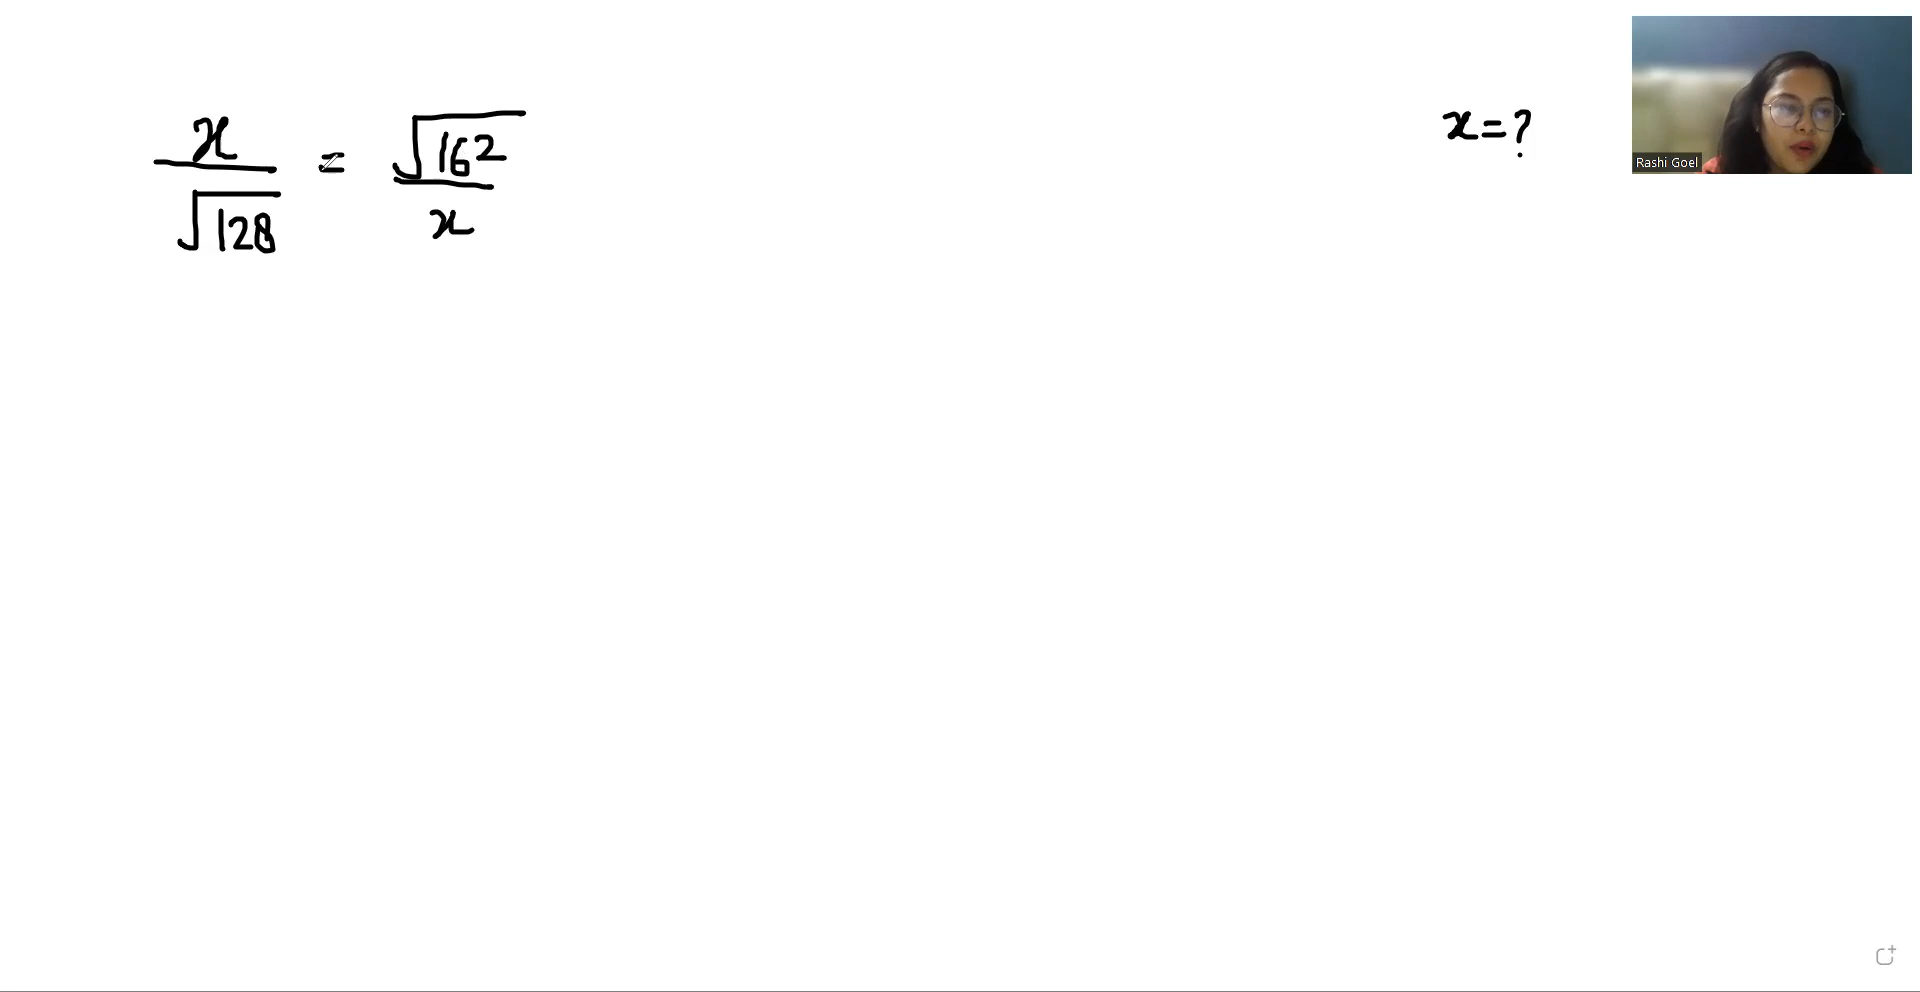 x/√128 = √162/x
x=?
Rashi Goel